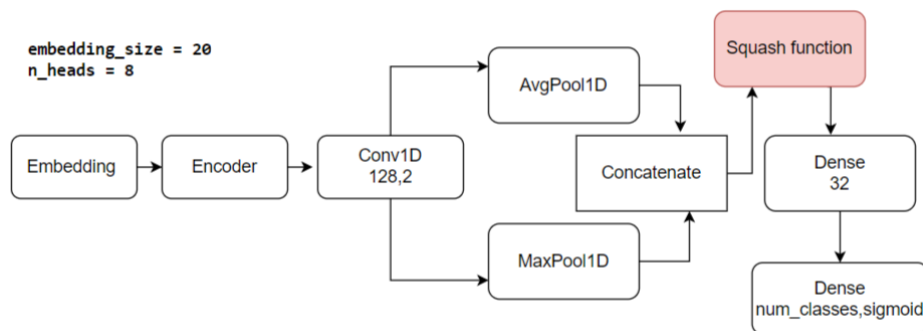 embedding_size = 20
n_heads = 8
Embedding
Encoder
Conv1D
128,2
AvgPool1D
MaxPool1D
Concatenate
Squash function
Dense
32
Dense
num_classes,sigmoid